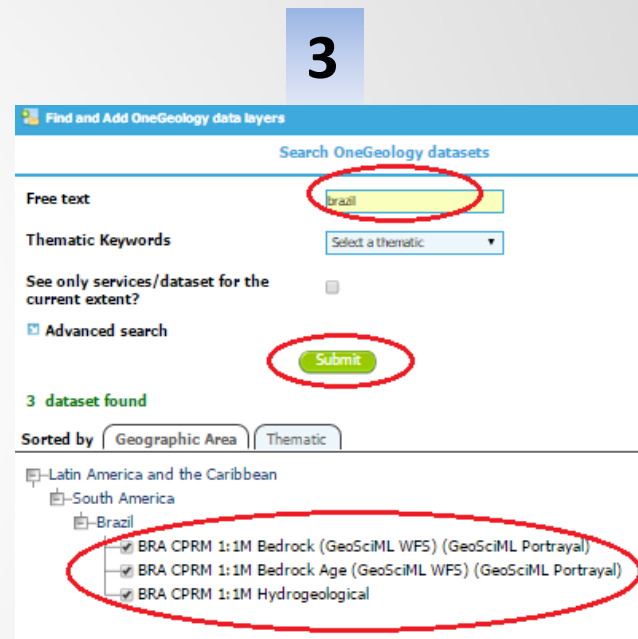 3
Find and Add OneGeology data layers
Search OneGeology datasets
Free text
brazil
Thematic Keywords
Select a thematic
See only services/dataset for the
current extent?
Advanced search
Submit
3 dataset found
Sorted by Geographic Area Thematic
Latin America and the Caribbean
South America
Brazil
BRA CPRM 1:1M Bedrock (GeoSciML WFS) (GeoSciML Portrayal)
BRA CPRM 1:1M Bedrock Age (GeoSciML WFS) (GeoSciML Portrayal)
BRA CPRM 1:1M Hydrogeological